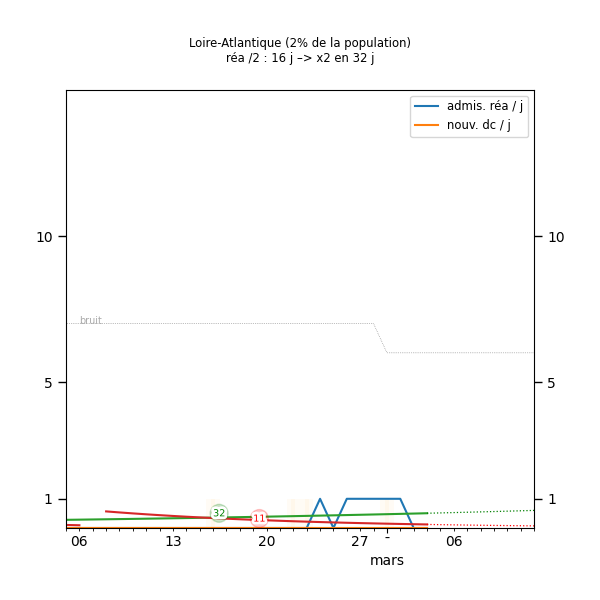 Loire-Atlantique (2% de la population)
réa /2 : 16 j –> x2 en 32 j
admis. réa / j
nouv. dc / j
10
10
bruit
5
5
1
1
32
11
06
13
20
27
-
06
mars